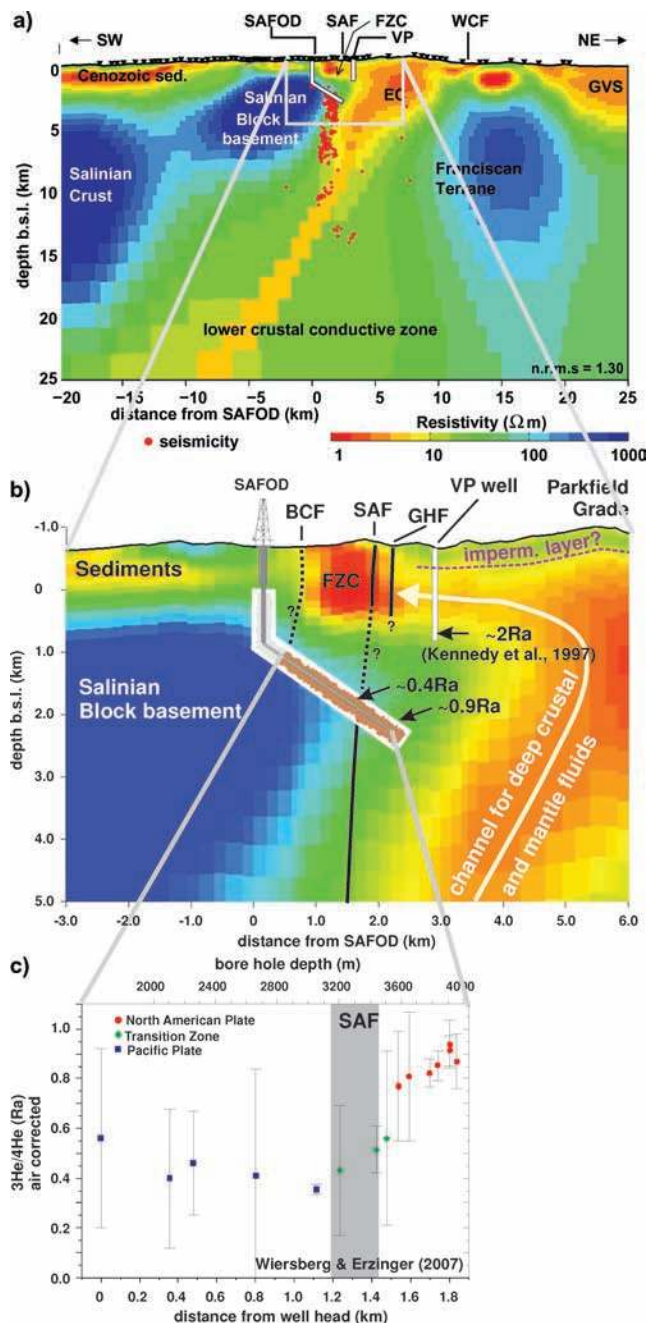 a)
← SW
SAFOD
SAF
FZC
VP
WCF
NE →
Cenozoic sed.
Salinian
Block
basement
EC
GVS
Salinian
Crust
Franciscan
Terrane
lower crustal conductive zone
n.r.m.s = 1.30
depth b.s.l. (km)
0
5
10
15
20
25
−20 −15 −10 −5 0 5 10 15 20 25
distance from SAFOD (km)
Resistivity (Ωm)
seismicity
1 10 100 1000
b)
SAFOD
BCF
SAF
GHF
VP well
Parkfield
Grade
imperm. layer?
Sediments
FZC
?
?
?
~2Ra
(Kennedy et al., 1997)
Salinian
Block basement
~0.4Ra
~0.9Ra
channel for deep crustal
and mantle fluids
depth b.s.l. (km)
-1.0
0
1.0
2.0
3.0
4.0
5.0
-3.0 -2.0 -1.0 0 1.0 2.0 3.0 4.0 5.0 6.0
distance from SAFOD (km)
c)
bore hole depth (m)
2000 2500 3000 3500 4000
North American Plate
Transition Zone
Pacific Plate
SAF
3He/4He (Ra)
air corrected
1.0
0.8
0.6
0.4
0.2
0.0
Wiersberg & Erzinger (2007)
0 0.2 0.4 0.6 0.8 1.0 1.2 1.4 1.6 1.8
distance from well head (km)